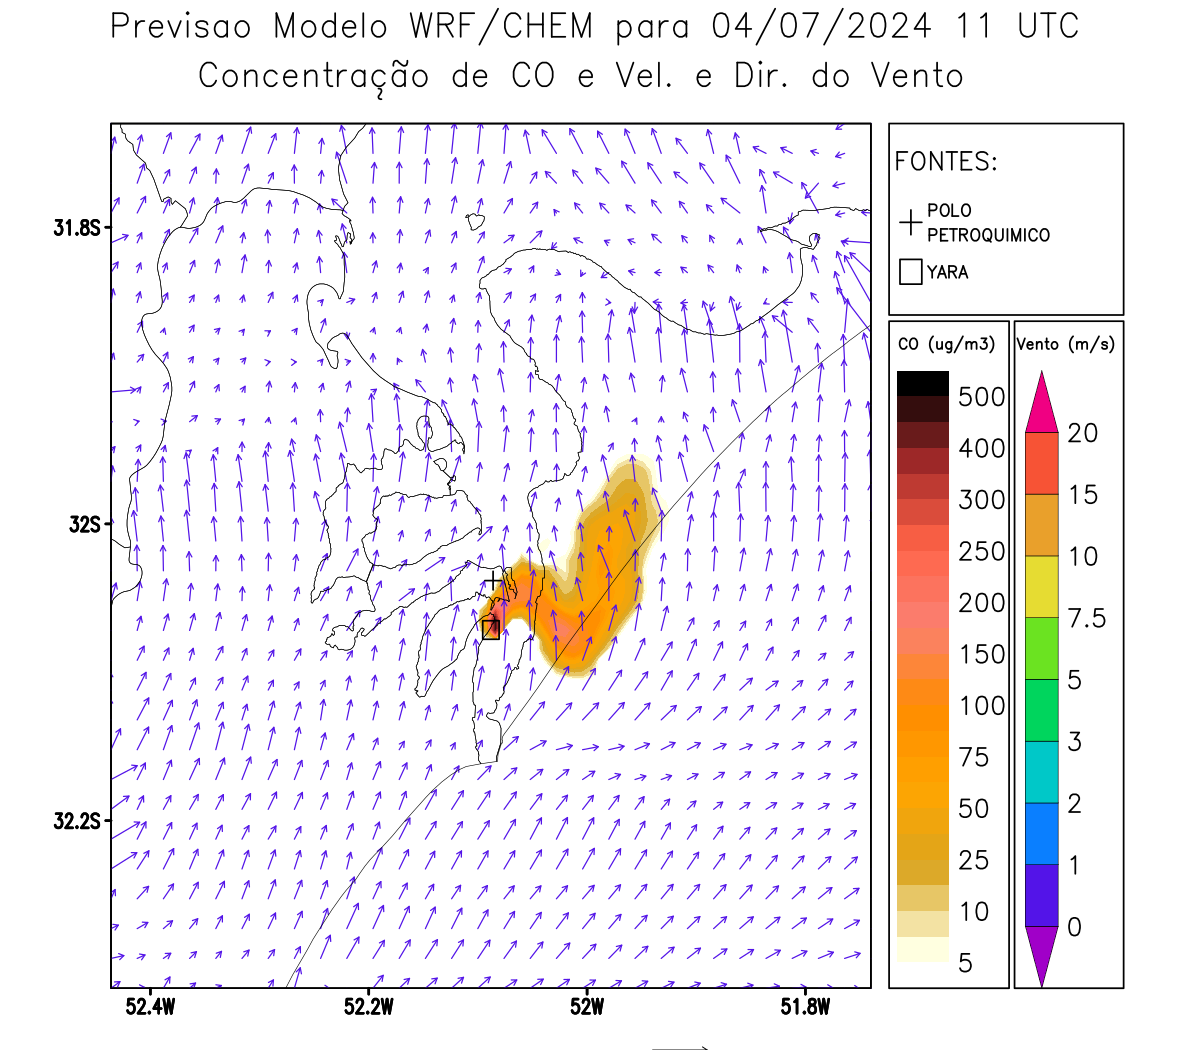 Previsao Modelo WRF/CHEM para 04/07/2024 11 UTC
Concentração de CO e Vel. e Dir. do Vento
FONTES:
POLO
PETROQUIMICO
YARA
CO (ug/m3)
500
400
300
250
200
150
100
75
50
25
10
5
Vento (m/s)
20
15
10
7.5
5
3
2
1
0
31.8S
32S
32.2S
52.4W
52.2W
52W
51.8W